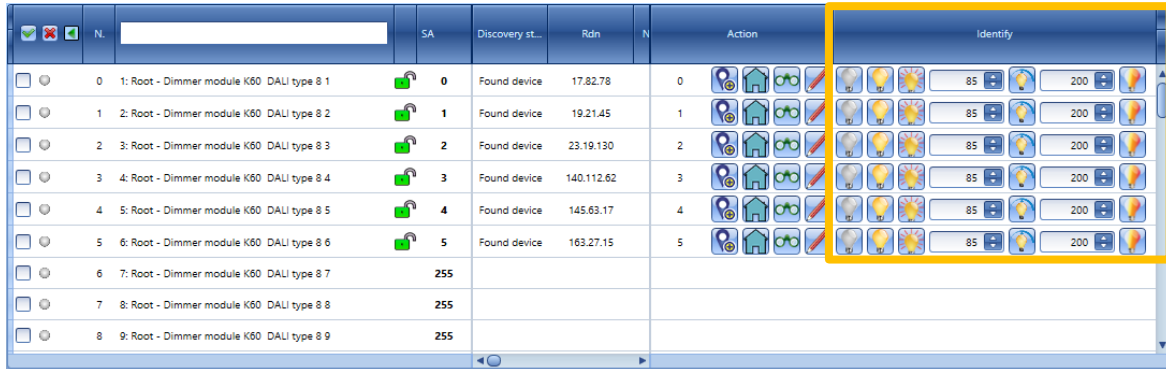 N. SA Discovery st... Rdn N Action Identify
0 1: Root - Dimmer module K60 DALI type 8 1 0 Found device 17.82.78 0 85 200
1 2: Root - Dimmer module K60 DALI type 8 2 1 Found device 19.21.45 1 85 200
2 3: Root - Dimmer module K60 DALI type 8 3 2 Found device 23.19.130 2 85 200
3 4: Root - Dimmer module K60 DALI type 8 4 3 Found device 140.112.62 3 85 200
4 5: Root - Dimmer module K60 DALI type 8 5 4 Found device 145.63.17 4 85 200
5 6: Root - Dimmer module K60 DALI type 8 6 5 Found device 163.27.15 5 85 200
6 7: Root - Dimmer module K60 DALI type 8 7 255
7 8: Root - Dimmer module K60 DALI type 8 8 255
8 9: Root - Dimmer module K60 DALI type 8 9 255